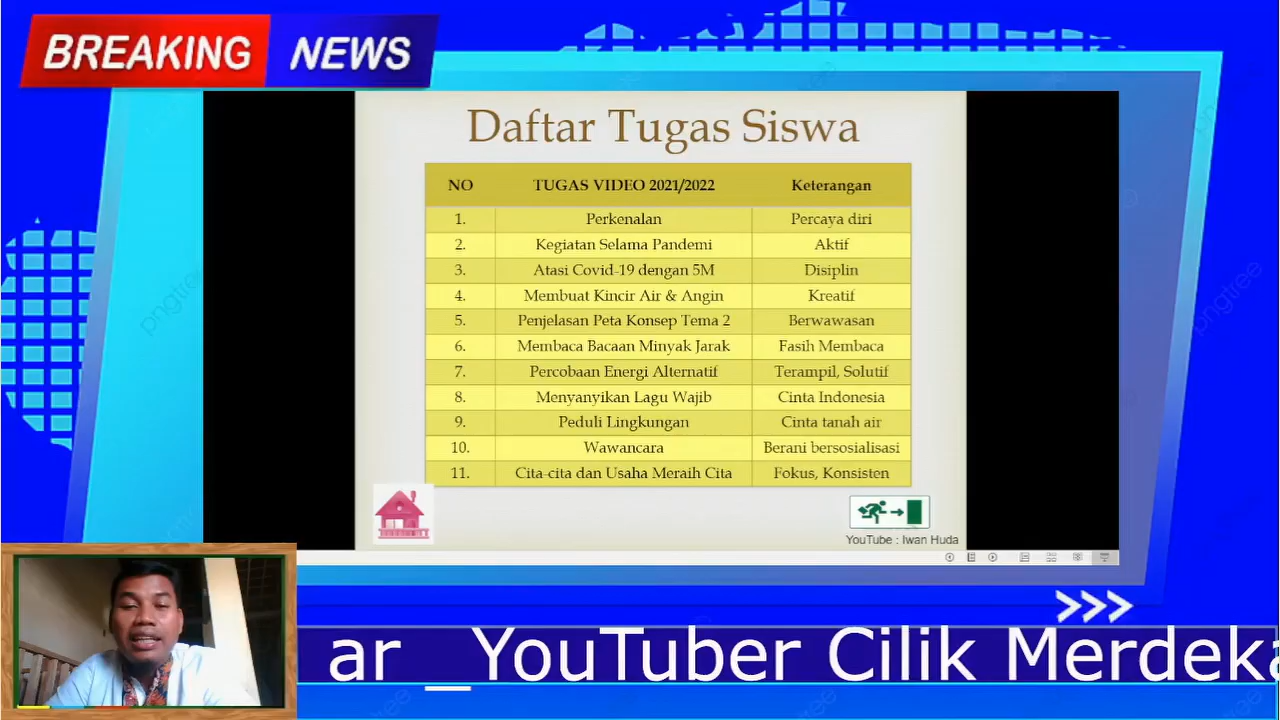 BREAKING NEWS
Daftar Tugas Siswa
NO TUGAS VIDEO 2021/2022 Keterangan
1. Perkenalan Percaya diri
2. Kegiatan Selama Pandemi Aktif
3. Atasi Covid-19 dengan 5M Disiplin
4. Membuat Kincir Air & Angin Kreatif
5. Penjelasan Peta Konsep Tema 2 Berwawasan
6. Membaca Bacaan Minyak Jarak Fasih Membaca
7. Percobaan Energi Alternatif Terampil, Solutif
8. Menyanyikan Lagu Wajib Cinta Indonesia
9. Peduli Lingkungan Cinta tanah air
10. Wawancara Berani bersosialisasi
11. Cita-cita dan Usaha Meraih Cita Fokus, Konsisten
YouTube : Iwan Huda
ar _YouTuber Cilik Merdeka
pngtree